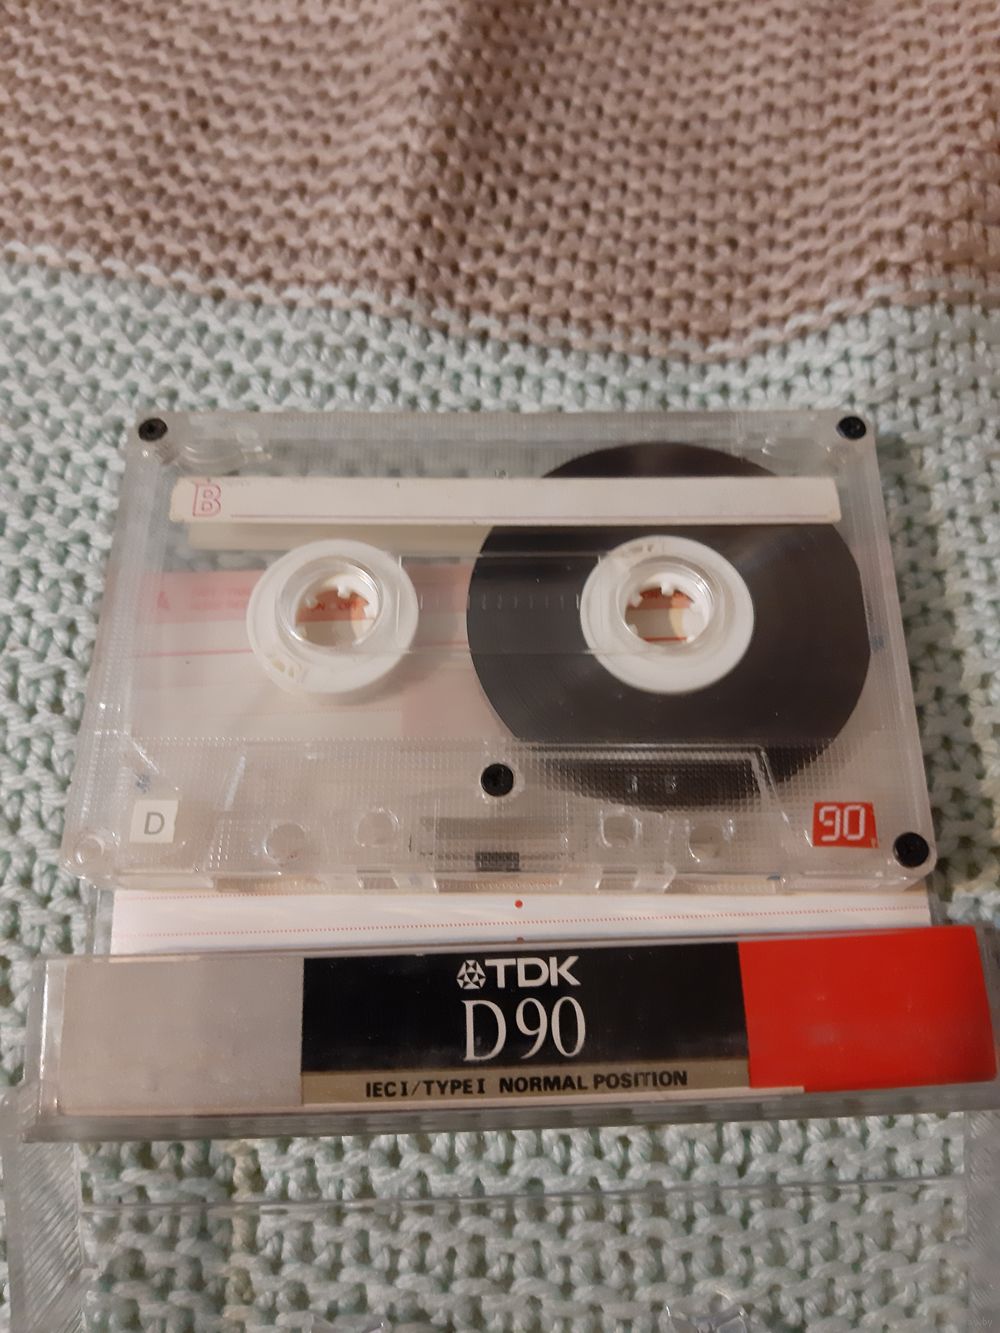 B
D
90
TDK
D90
IEC I/TYPE I NORMAL POSITION